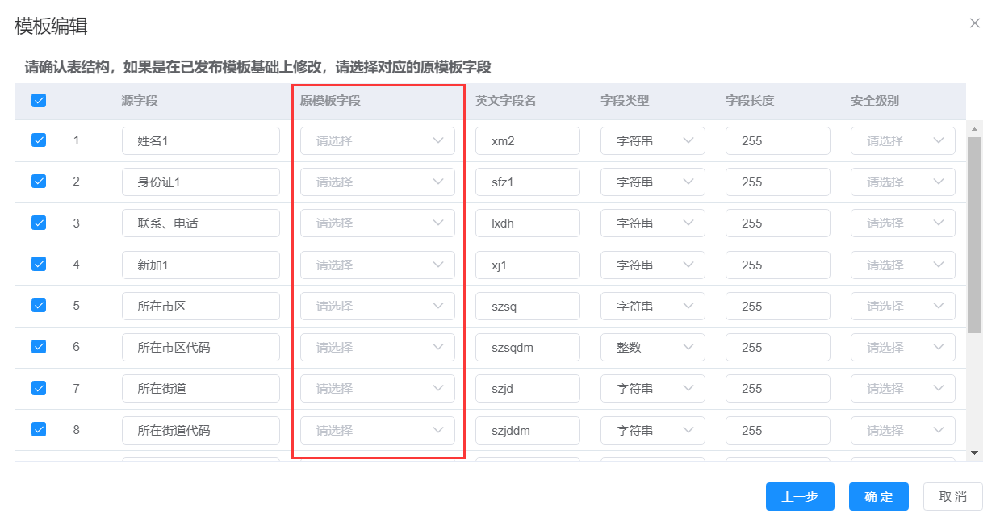 模板编辑
请确认表结构，如果是在已发布模板基础上修改，请选择对应的原模板字段
源字段 原模板字段 英文字段名 字段类型 字段长度 安全级别
1 姓名1 请选择 xm2 字符串 255 请选择
2 身份证1 请选择 sfz1 字符串 255 请选择
3 联系、电话 请选择 lxdh 字符串 255 请选择
4 新加1 请选择 xj1 字符串 255 请选择
5 所在市区 请选择 szsq 字符串 255 请选择
6 所在市区代码 请选择 szsqdm 整数 255 请选择
7 所在街道 请选择 szjd 字符串 255 请选择
8 所在街道代码 请选择 szjddm 字符串 255 请选择
上一步 确 定 取 消